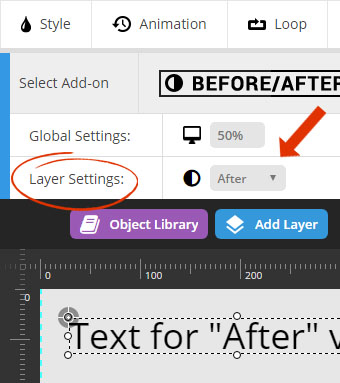 Style Animation Loop
Select Add-on BEFORE/AFTER
Global Settings: 50%
Layer Settings: After
Object Library Add Layer
0 100 200
0
Text for "After" v